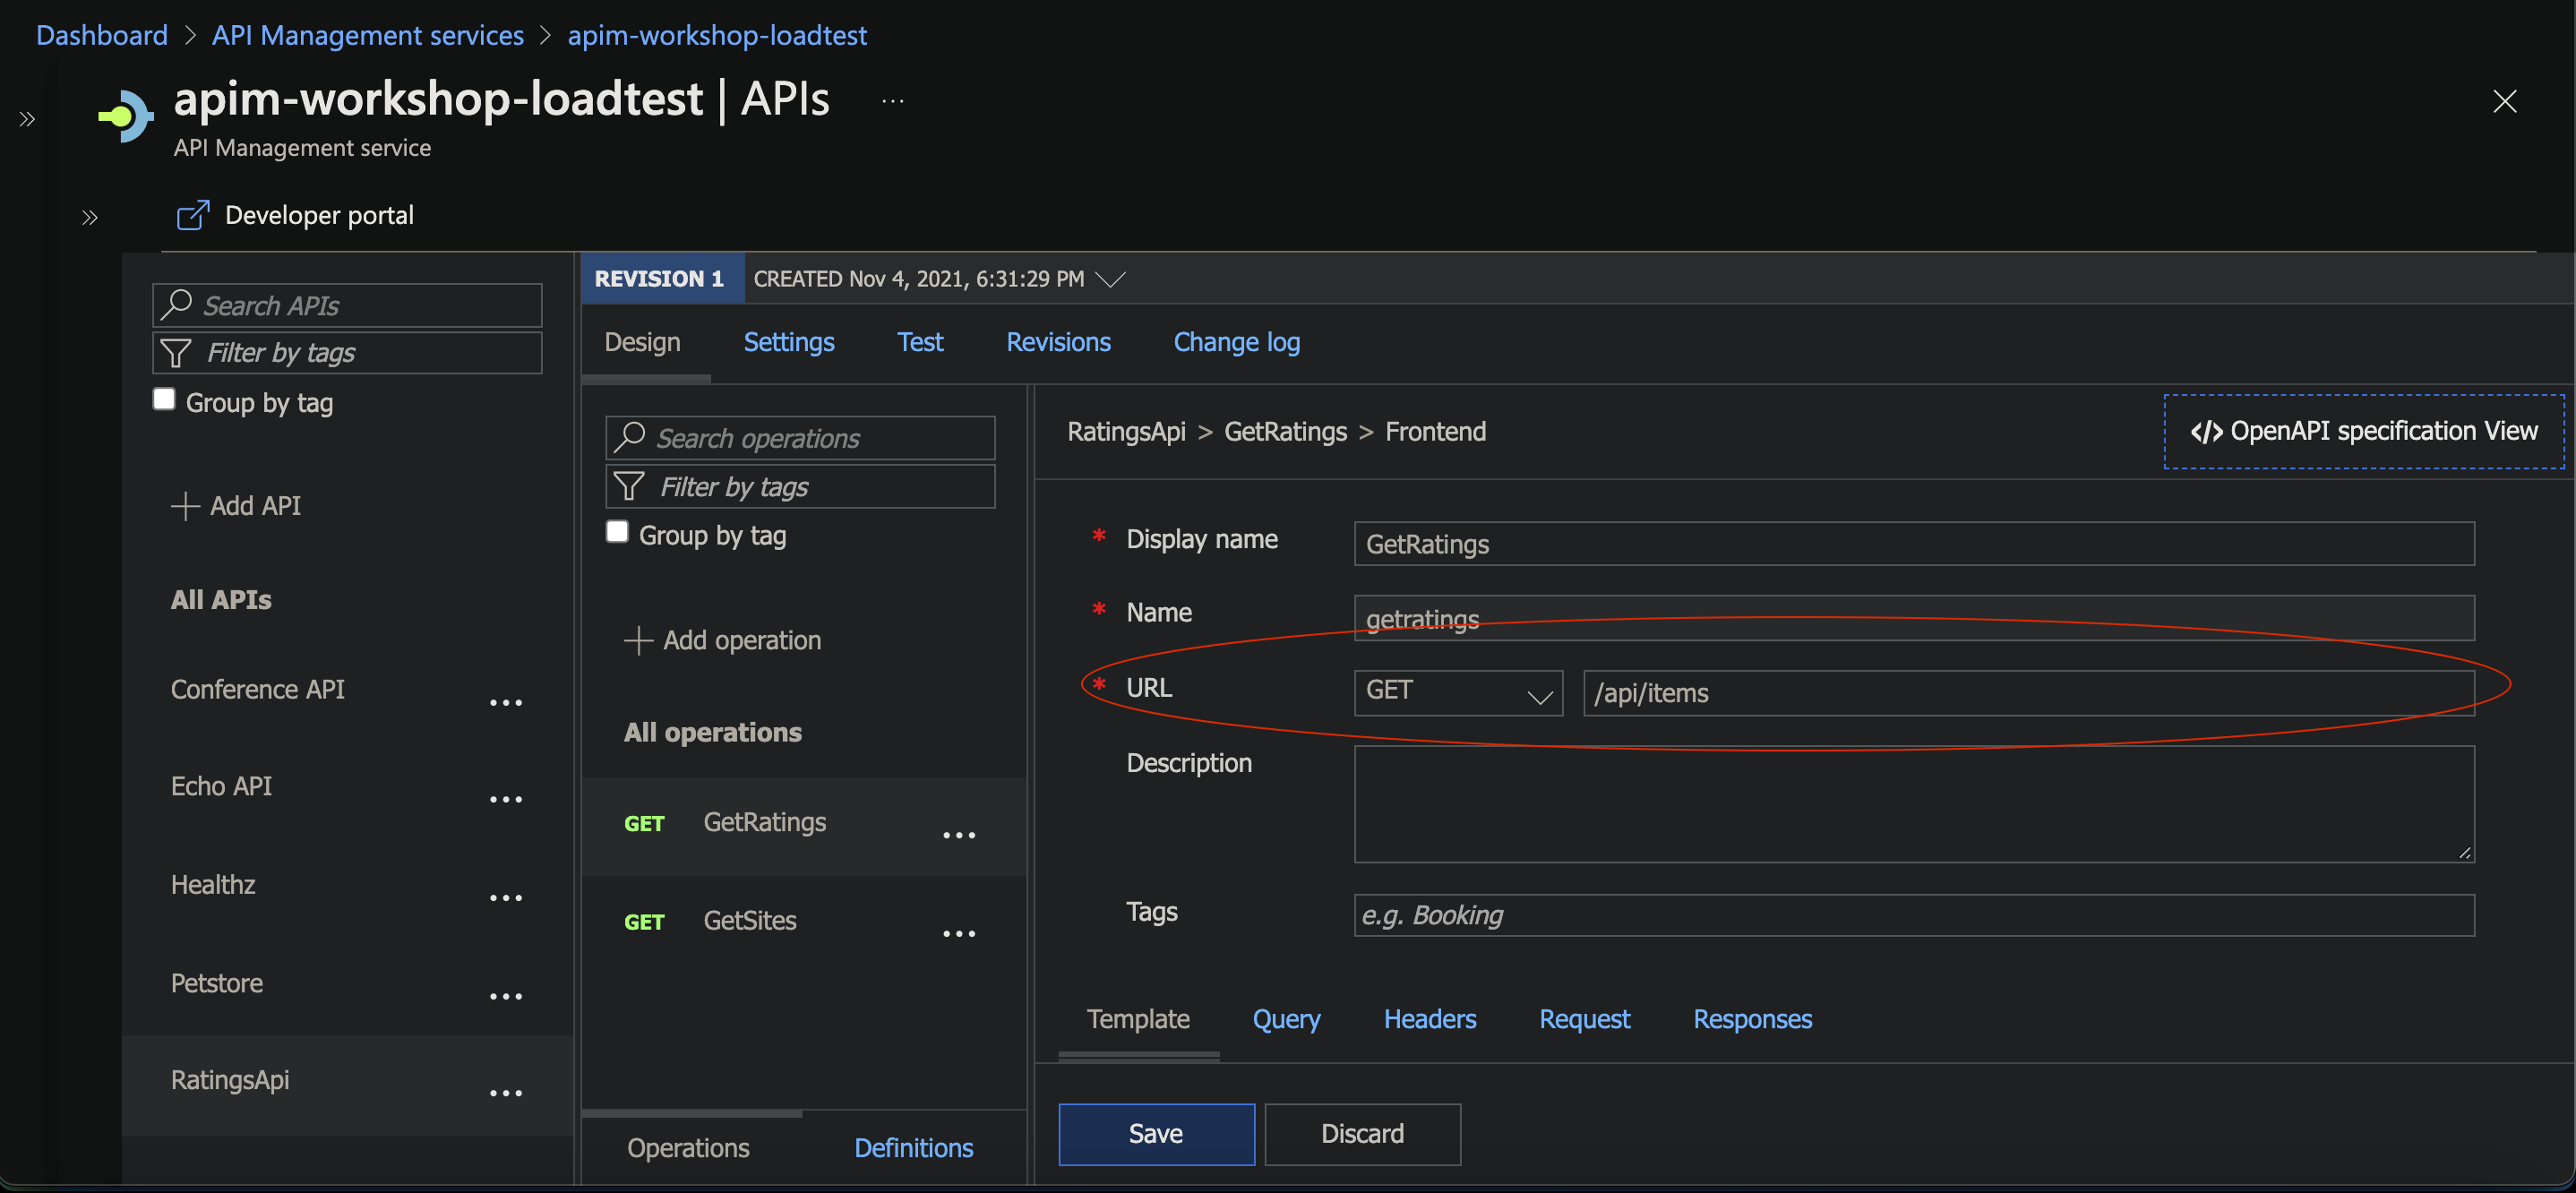 Dashboard > API Management services > apim-workshop-loadtest
apim-workshop-loadtest | APIs ...
API Management service
Developer portal
Search APIs
Filter by tags
Group by tag
+ Add API
All APIs
Conference API ...
Echo API ...
Healthz ...
Petstore ...
RatingsApi ...
REVISION 1 CREATED Nov 4, 2021, 6:31:29 PM
Design Settings Test Revisions Change log
Search operations
Filter by tags
Group by tag
+ Add operation
All operations
GET GetRatings ...
GET GetSites ...
Operations Definitions
RatingsApi > GetRatings > Frontend
</> OpenAPI specification View
* Display name GetRatings
* Name getratings
* URL GET /api/items
Description
Tags e.g. Booking
Template Query Headers Request Responses
Save Discard